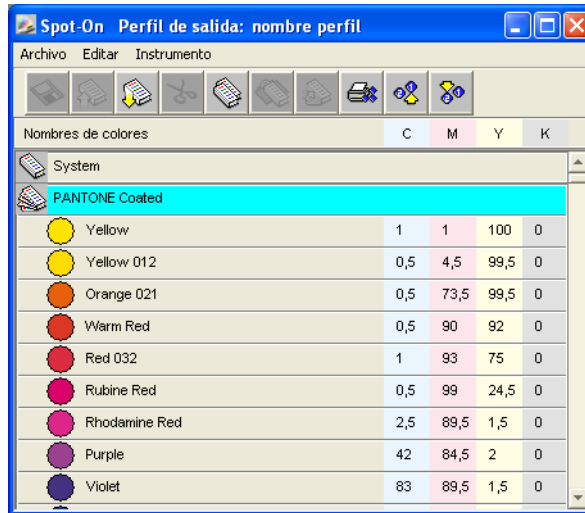 Spot-On Perfil de salida: nombre perfil
Archivo Editar Instrumento
Nombres de colores C M Y K
System
PANTONE Coated
Yellow 1 1 100 0
Yellow 012 0,5 4,5 99,5 0
Orange 021 0,5 73,5 99,5 0
Warm Red 0,5 90 92 0
Red 032 1 93 75 0
Rubine Red 0,5 99 24,5 0
Rhodamine Red 2,5 89,5 1,5 0
Purple 42 84,5 2 0
Violet 83 89,5 1,5 0